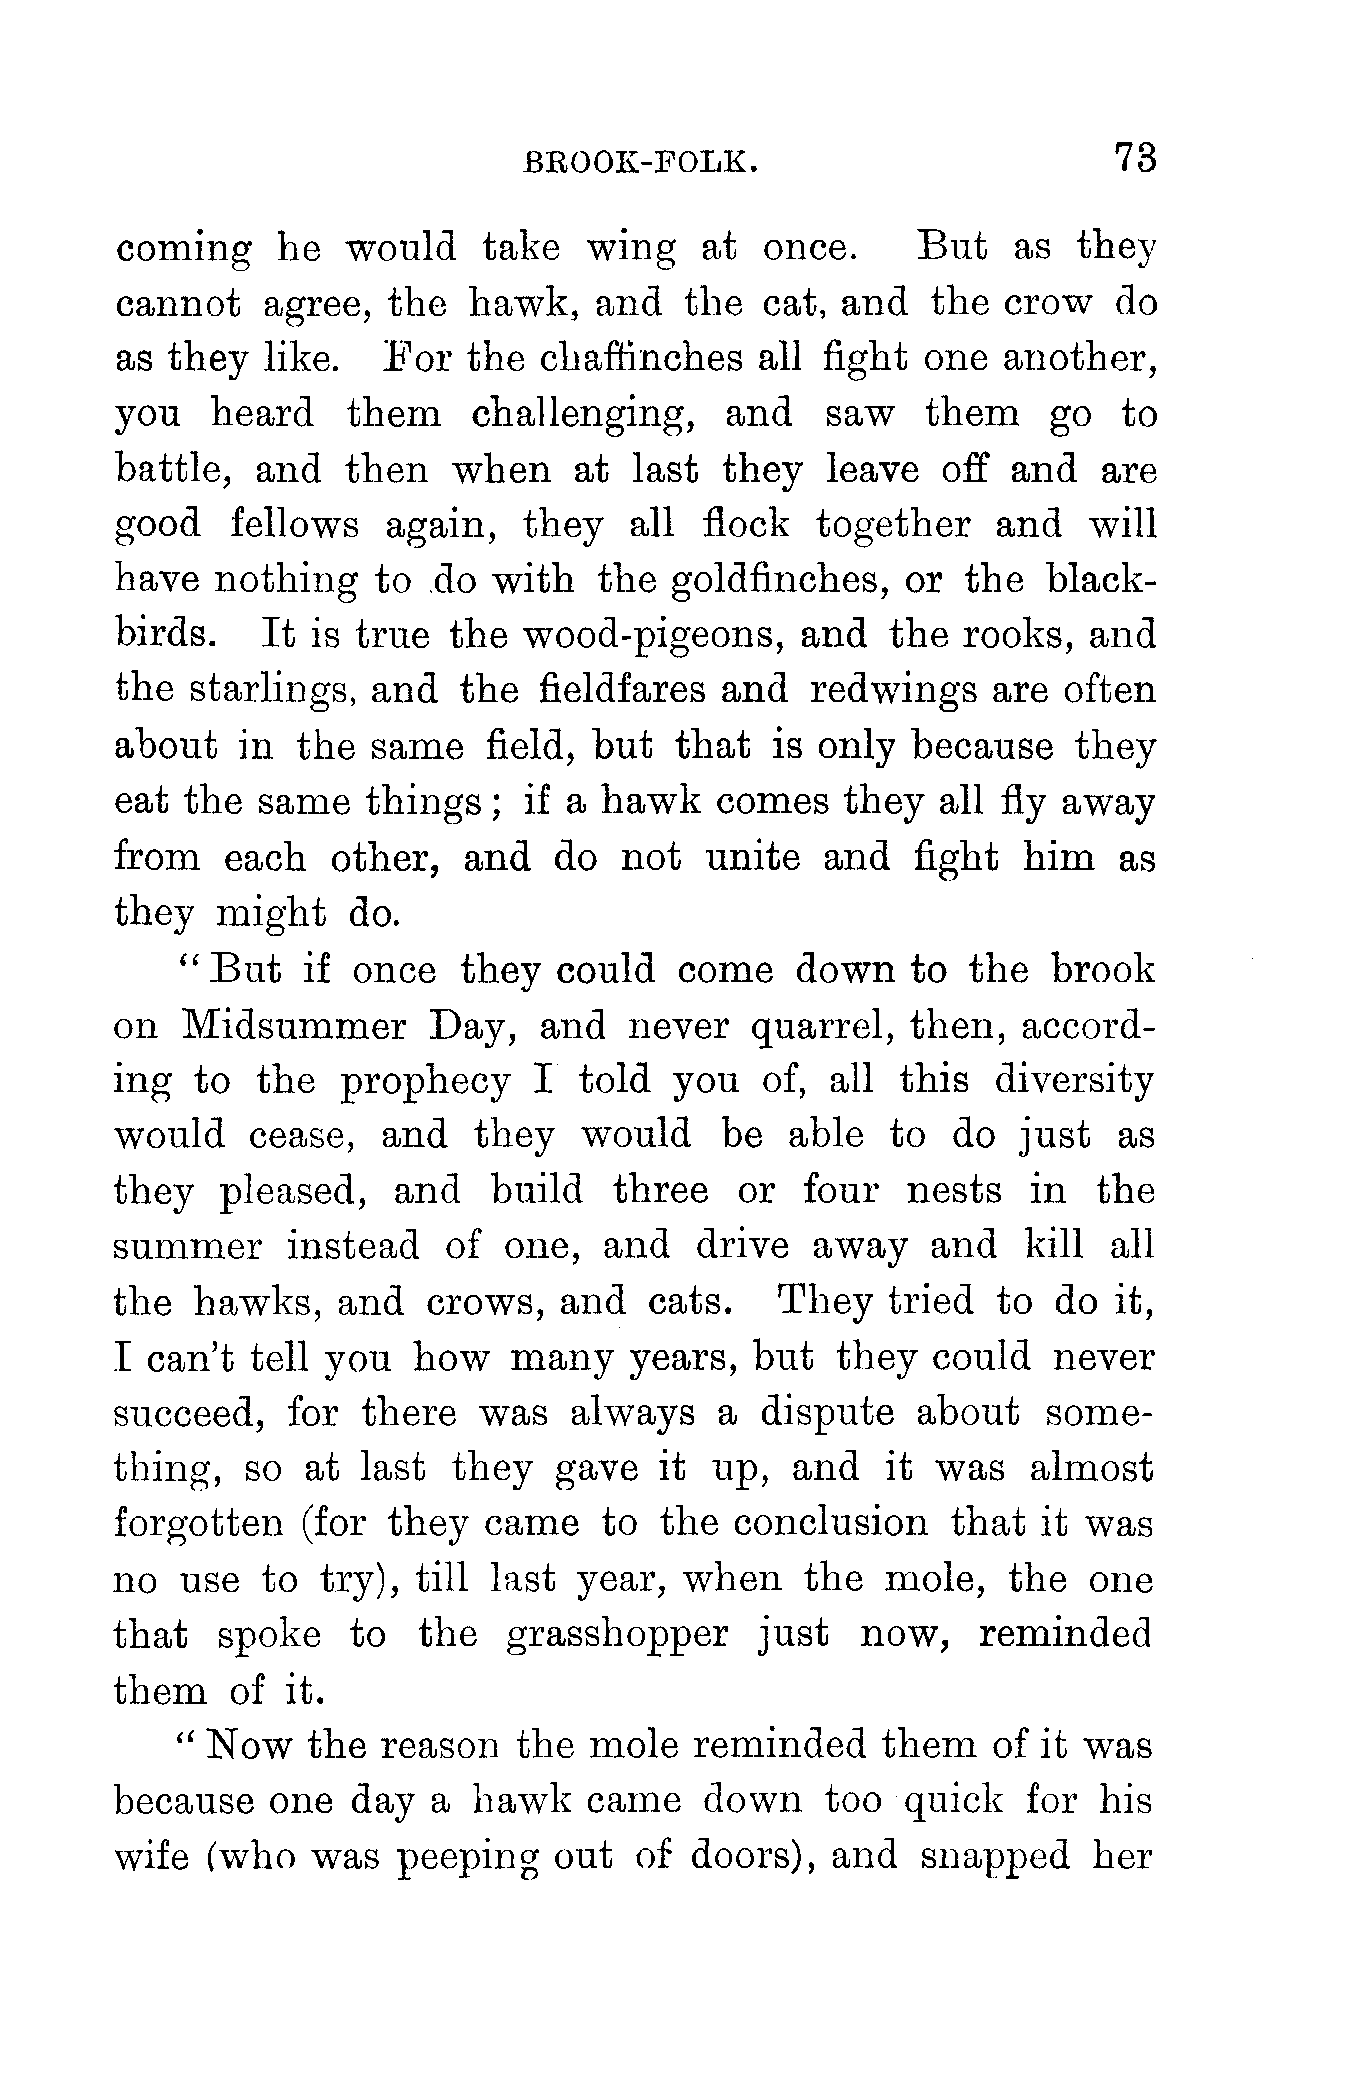 BROOK-FOLK. 73
coming he would take wing at once. But as they
cannot agree, the hawk, and the cat, and the crow do
as they like. For the chaffinches all fight one another,
you heard them challenging, and saw them go to
battle, and then when at last they leave off and are
good fellows again, they all flock together and will
have nothing to do with the goldfinches, or the black-
birds. It is true the wood-pigeons, and the rooks, and
the starlings, and the fieldfares and redwings are often
about in the same field, but that is only because they
eat the same things; if a hawk comes they all fly away
from each other, and do not unite and fight him as
they might do.
“But if once they could come down to the brook
on Midsummer Day, and never quarrel, then, accord-
ing to the prophecy I told you of, all this diversity
would cease, and they would be able to do just as
they pleased, and build three or four nests in the
summer instead of one, and drive away and kill all
the hawks, and crows, and cats. They tried to do it,
I can't tell you how many years, but they could never
succeed, for there was always a dispute about some-
thing, so at last they gave it up, and it was almost
forgotten (for they came to the conclusion that it was
no use to try), till last year, when the mole, the one
that spoke to the grasshopper just now, reminded
them of it.
“Now the reason the mole reminded them of it was
because one day a hawk came down too quick for his
wife (who was peeping out of doors), and snapped her